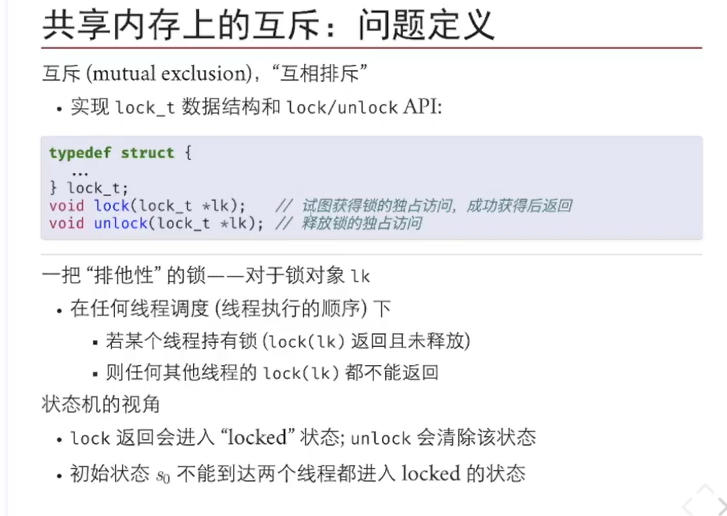 共享内存上的互斥：问题定义
互斥 (mutual exclusion)，“互相排斥”
• 实现 lock_t 数据结构和 lock/unlock API:
typedef struct {
...
} lock_t;
void lock(lock_t *lk);   // 试图获得锁的独占访问，成功获得后返回
void unlock(lock_t *lk); // 释放锁的独占访问
一把 “排他性” 的锁——对于锁对象 lk
• 在任何线程调度 (线程执行的顺序) 下
▪ 若某个线程持有锁 (lock(lk) 返回且未释放)
▪ 则任何其他线程的 lock(lk) 都不能返回
状态机的视角
• lock 返回会进入 “locked” 状态; unlock 会清除该状态
• 初始状态 s₀ 不能到达两个线程都进入 locked 的状态